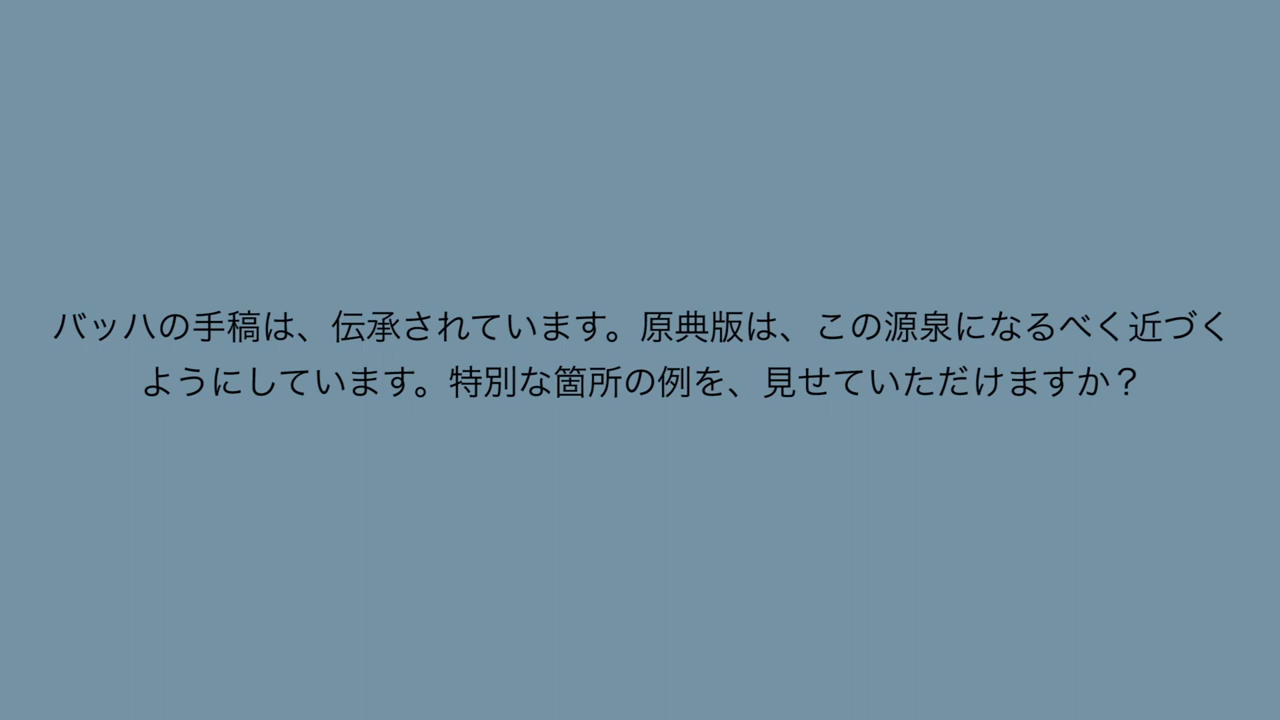 バッハの手稿は、伝承されています。原典版は、この源泉になるべく近づく
ようにしています。特別な箇所の例を、見せていただけますか？